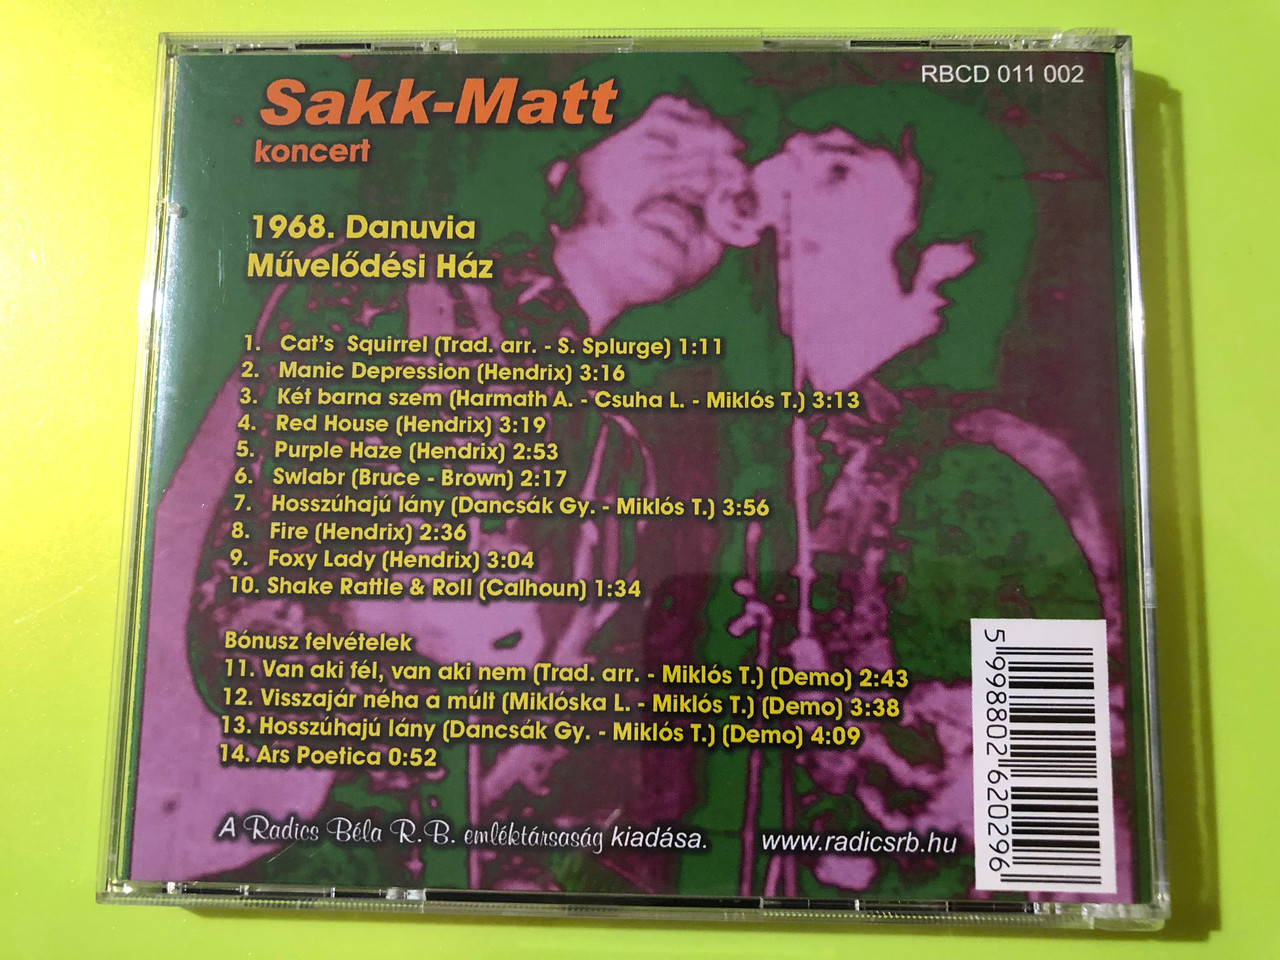 RBCD 011 002
Sakk-Matt
koncert
1968. Danuvia
Művelődési Ház
1. Cat's Squirrel (Trad. arr. - S. Splurge) 1:11
2. Manic Depression (Hendrix) 3:16
3. Két barna szem (Harmath A. - Csuha L. - Miklós T.) 3:13
4. Red House (Hendrix) 3:19
5. Purple Haze (Hendrix) 2:53
6. Swlabr (Bruce - Brown) 2:17
7. Hosszúhajú lány (Dancsák Gy. - Miklós T.) 3:56
8. Fire (Hendrix) 2:36
9. Foxy Lady (Hendrix) 3:04
10. Shake Rattle & Roll (Calhoun) 1:34
Bónusz felvételek
11. Van aki fél, van aki nem (Trad. arr. - Miklós T.) (Demo) 2:43
12. Visszajár néha a múlt (Miklóska L. - Miklós T.) (Demo) 3:38
13. Hosszúhajú lány (Dancsák Gy. - Miklós T.) (Demo) 4:09
14. Ars Poetica 0:52
A Radics Béla R.B. emléktársaság kiadása.
www.radicsrb.hu
5998802620296